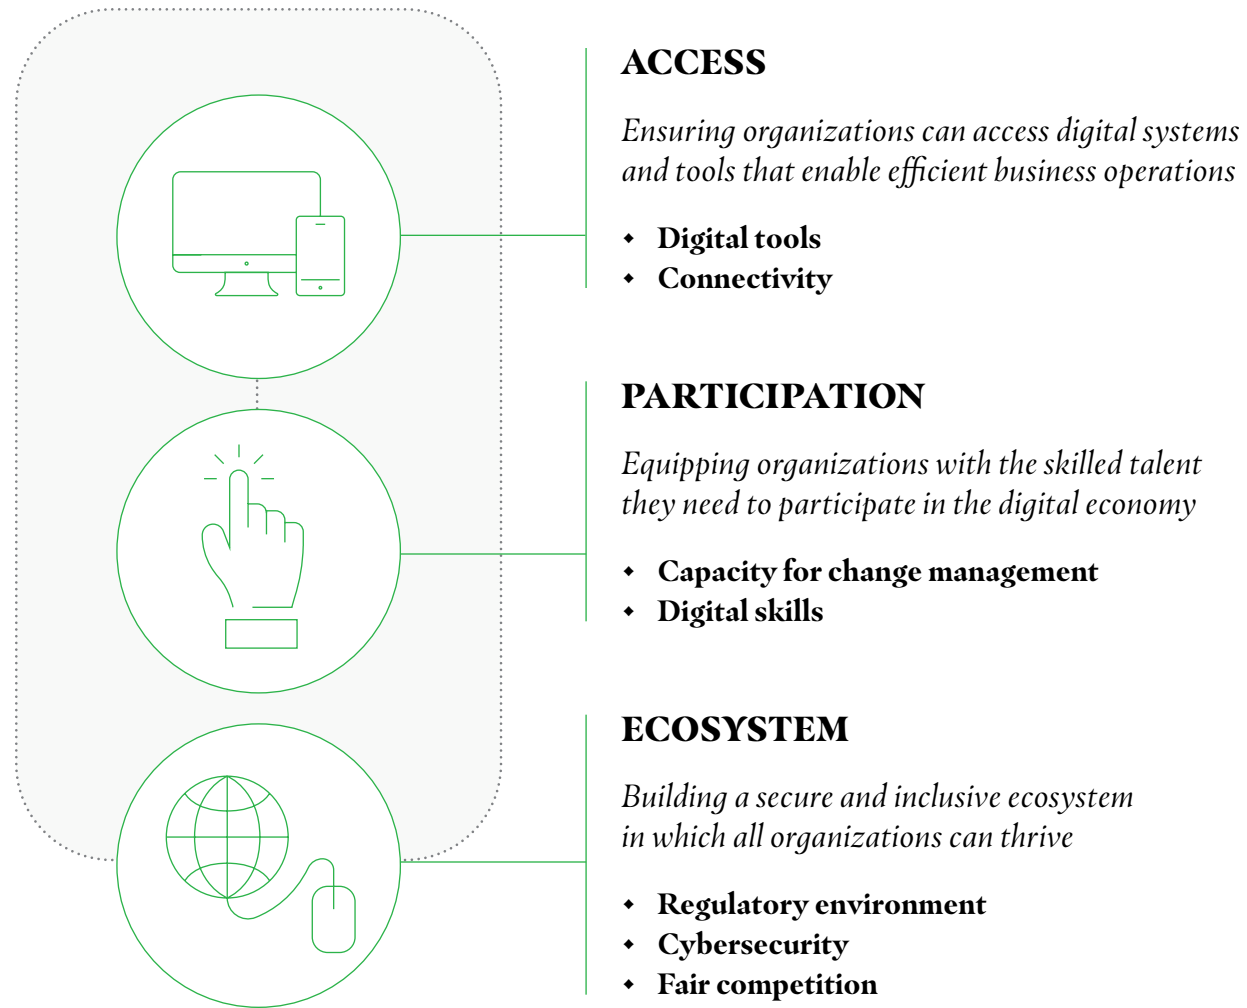 ACCESS
Ensuring organizations can access digital systems
and tools that enable efficient business operations
◆ Digital tools
◆ Connectivity
PARTICIPATION
Equipping organizations with the skilled talent
they need to participate in the digital economy
◆ Capacity for change management
◆ Digital skills
ECOSYSTEM
Building a secure and inclusive ecosystem
in which all organizations can thrive
◆ Regulatory environment
◆ Cybersecurity
◆ Fair competition